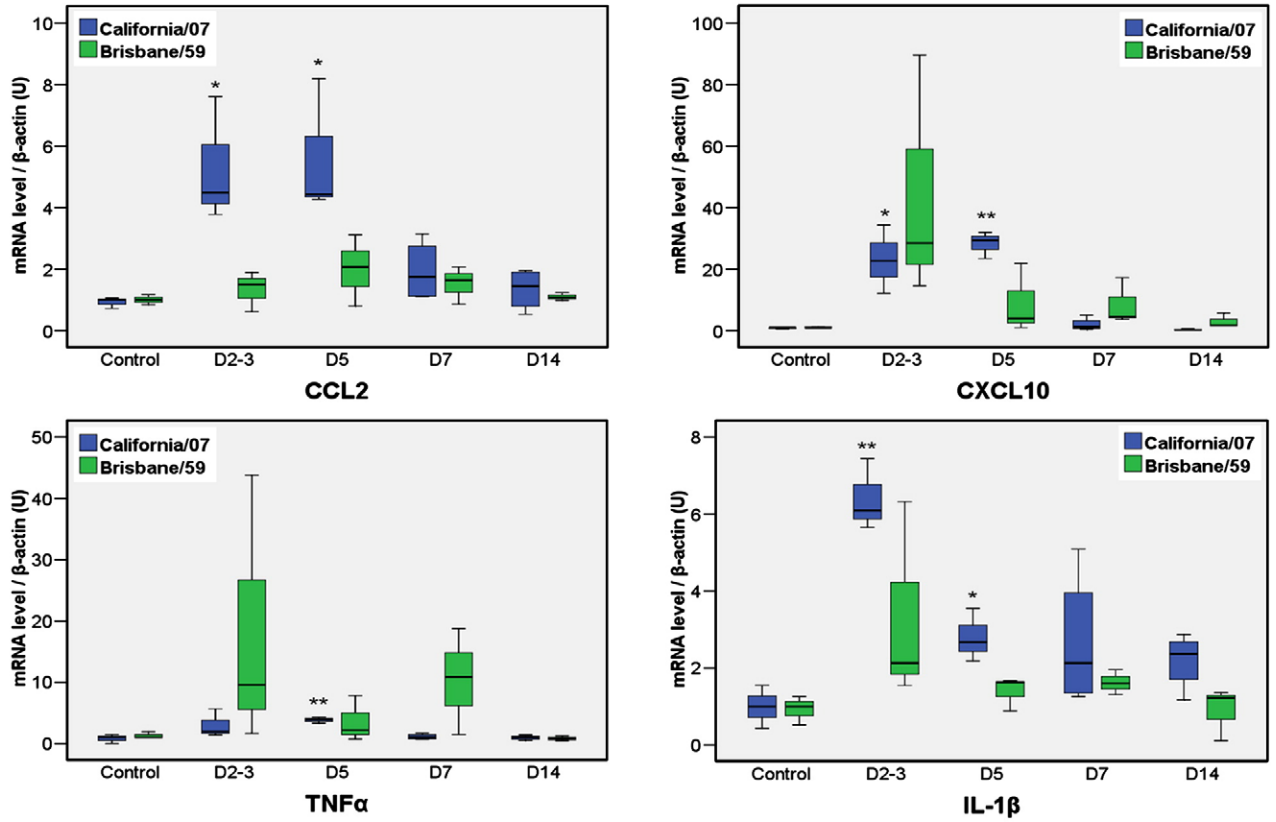 mRNA level / β-actin (U)
10
8
6
4
2
0
California/07
Brisbane/59
*
*
Control D2-3 D5 D7 D14
CCL2
mRNA level / β-actin (U)
100
80
60
40
20
0
California/07
Brisbane/59
*
**
Control D2-3 D5 D7 D14
CXCL10
mRNA level / β-actin (U)
50
40
30
20
10
0
California/07
Brisbane/59
**
Control D2-3 D5 D7 D14
TNFα
mRNA level / β-actin (U)
8
6
4
2
0
California/07
Brisbane/59
**
*
Control D2-3 D5 D7 D14
IL-1β